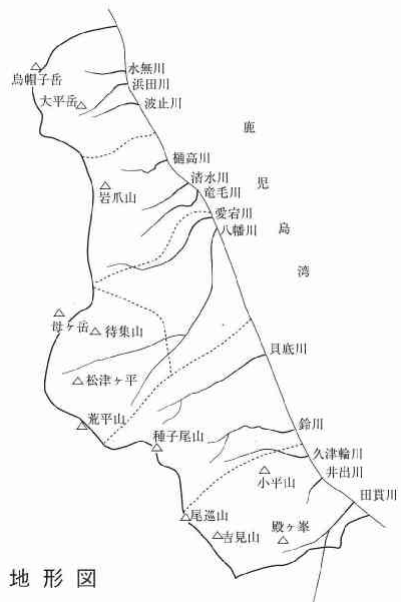 水無川
烏帽子岳
浜田川
大平岳
波止川
鹿児島湾
樋高川
清水川
岩爪山
竜毛川
愛宕川
八幡川
母ヶ岳
待集山
貝底川
松津ヶ平
荒平山
種子尾山
鈴川
久津輪川
小平山
井出川
田貫川
尾巡山
吉見山
殿ヶ峯
地形図